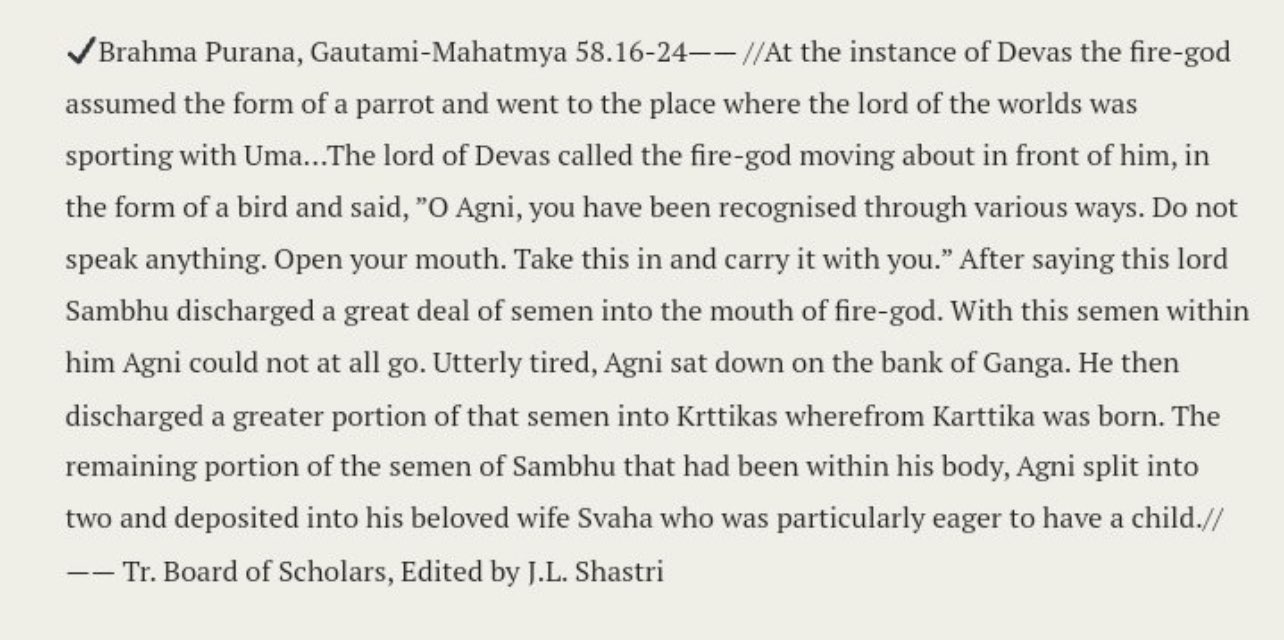 ✓Brahma Purana, Gautami-Mahatmya 58.16-24—— //At the instance of Devas the fire-god
assumed the form of a parrot and went to the place where the lord of the worlds was
sporting with Uma…The lord of Devas called the fire-god moving about in front of him, in
the form of a bird and said, ”O Agni, you have been recognised through various ways. Do not
speak anything. Open your mouth. Take this in and carry it with you.” After saying this lord
Sambhu discharged a great deal of semen into the mouth of fire-god. With this semen within
him Agni could not at all go. Utterly tired, Agni sat down on the bank of Ganga. He then
discharged a greater portion of that semen into Krttikas wherefrom Karttika was born. The
remaining portion of the semen of Sambhu that had been within his body, Agni split into
two and deposited into his beloved wife Svaha who was particularly eager to have a child.//
—— Tr. Board of Scholars, Edited by J.L. Shastri